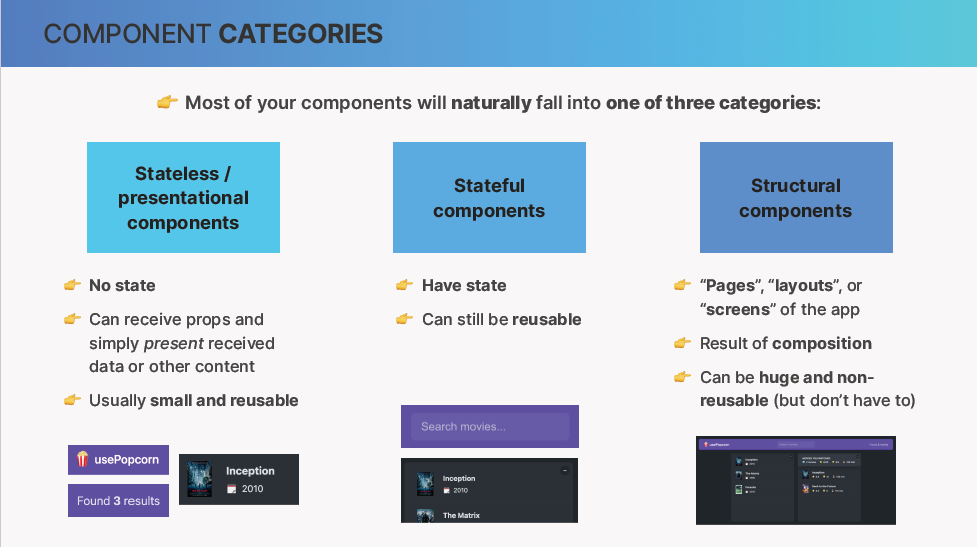 COMPONENT CATEGORIES
Most of your components will naturally fall into one of three categories:
Stateless /
presentational
components
No state
Can receive props and
simply present received
data or other content
Usually small and reusable
usePopcorn
Found 3 results
Inception
2010
Stateful
components
Have state
Can still be reusable
Search movies...
Inception
2010
The Matrix
Structural
components
“Pages”, “layouts”, or
“screens” of the app
Result of composition
Can be huge and non-
reusable (but don’t have to)
usePopcorn
Inception
The Matrix